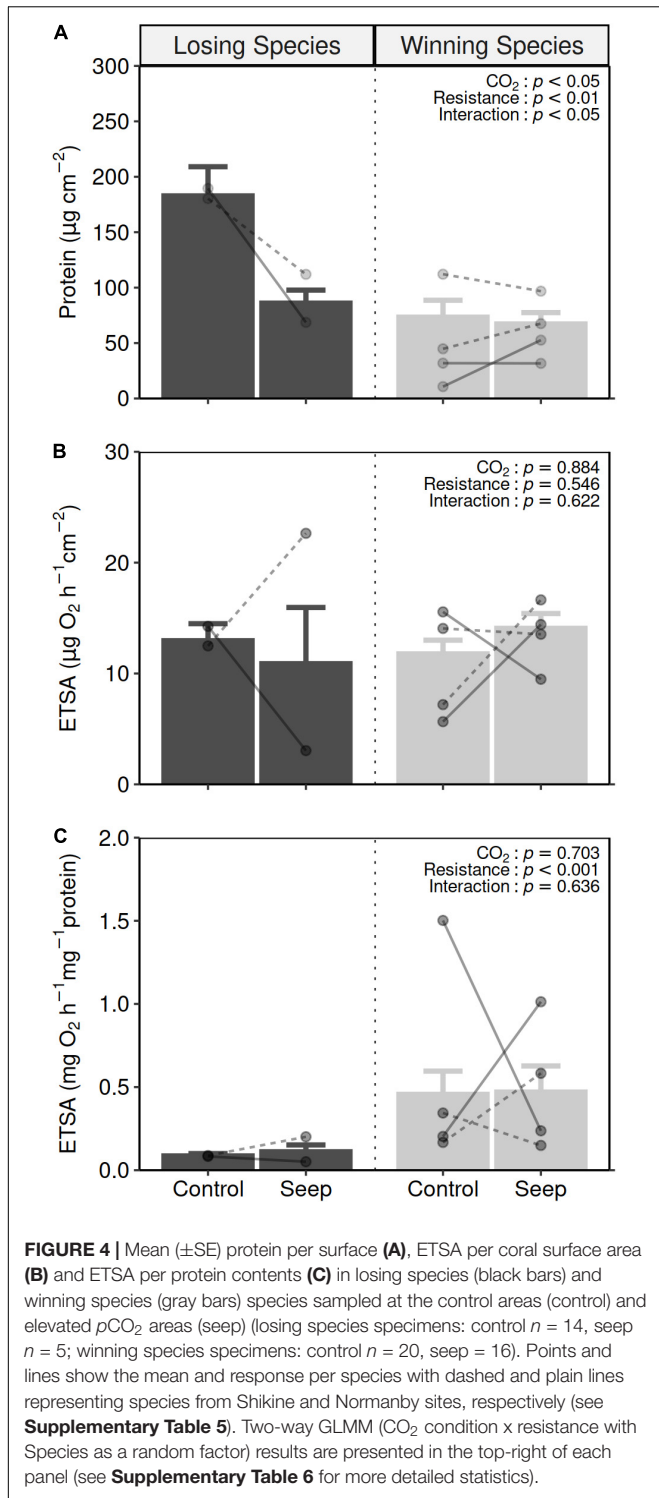 A
Losing Species
Winning Species
CO₂ : p < 0.05
Resistance : p < 0.01
Interaction : p < 0.05
Protein (µg cm⁻²)
300
250
200
150
100
50
0
B
CO₂ : p = 0.884
Resistance : p = 0.546
Interaction : p = 0.622
ETSA (µg O₂ h⁻¹cm⁻²)
30
20
10
0
C
CO₂ : p = 0.703
Resistance : p < 0.001
Interaction : p = 0.636
ETSA (mg O₂ h⁻¹mg⁻¹protein)
2.0
1.5
1.0
0.5
0.0
Control
Seep
Control
Seep
FIGURE 4 | Mean (±SE) protein per surface (A), ETSA per coral surface area
(B) and ETSA per protein contents (C) in losing species (black bars) and
winning species (gray bars) species sampled at the control areas (control) and
elevated pCO₂ areas (seep) (losing species specimens: control n = 14, seep
n = 5; winning species specimens: control n = 20, seep = 16). Points and
lines show the mean and response per species with dashed and plain lines
representing species from Shikine and Normanby sites, respectively (see
Supplementary Table 5). Two-way GLMM (CO₂ condition x resistance with
Species as a random factor) results are presented in the top-right of each
panel (see Supplementary Table 6 for more detailed statistics).